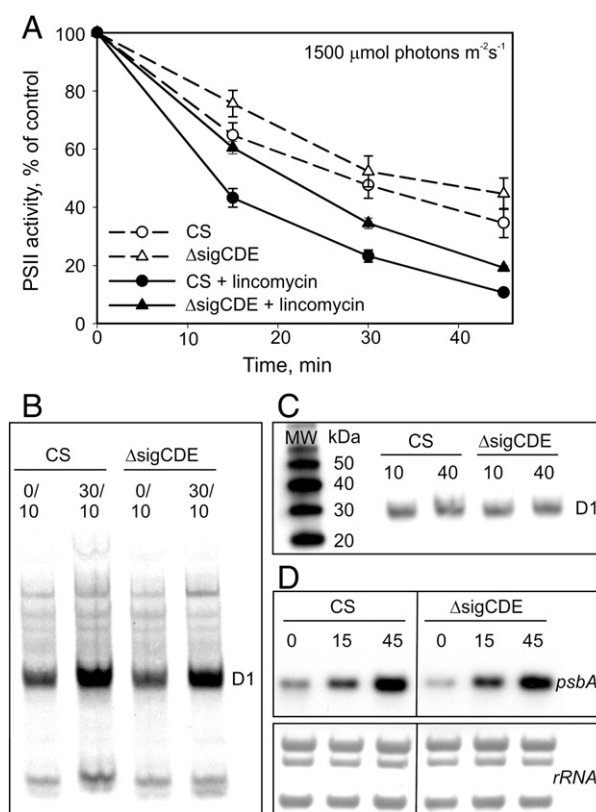 A
100
80
60
40
20
0
PSII activity, % of control
1500 μmol photons m⁻²s⁻¹
CS
ΔsigCDE
CS + lincomycin
ΔsigCDE + lincomycin
0 10 20 30 40
Time, min
B
CS ΔsigCDE
0/ 30/ 0/ 30/
10 10 10 10
D1
C
MW kDa CS ΔsigCDE
50 10 40 10 40
40
30 D1
20
D
CS ΔsigCDE
0 15 45 0 15 45
psbA
rRNA